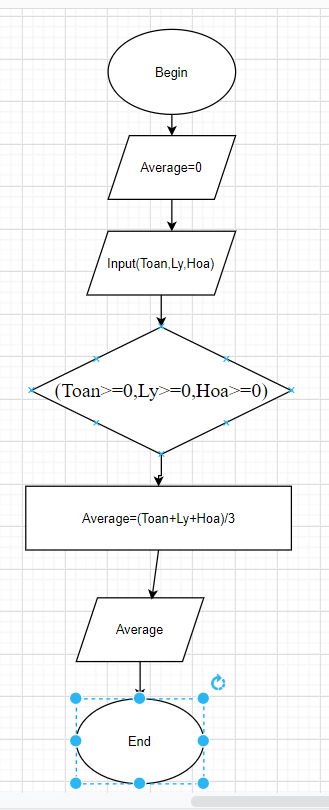 Begin
Average=0
Input(Toan,Ly,Hoa)
(Toan>=0,Ly>=0,Hoa>=0)
Average=(Toan+Ly+Hoa)/3
Average
End